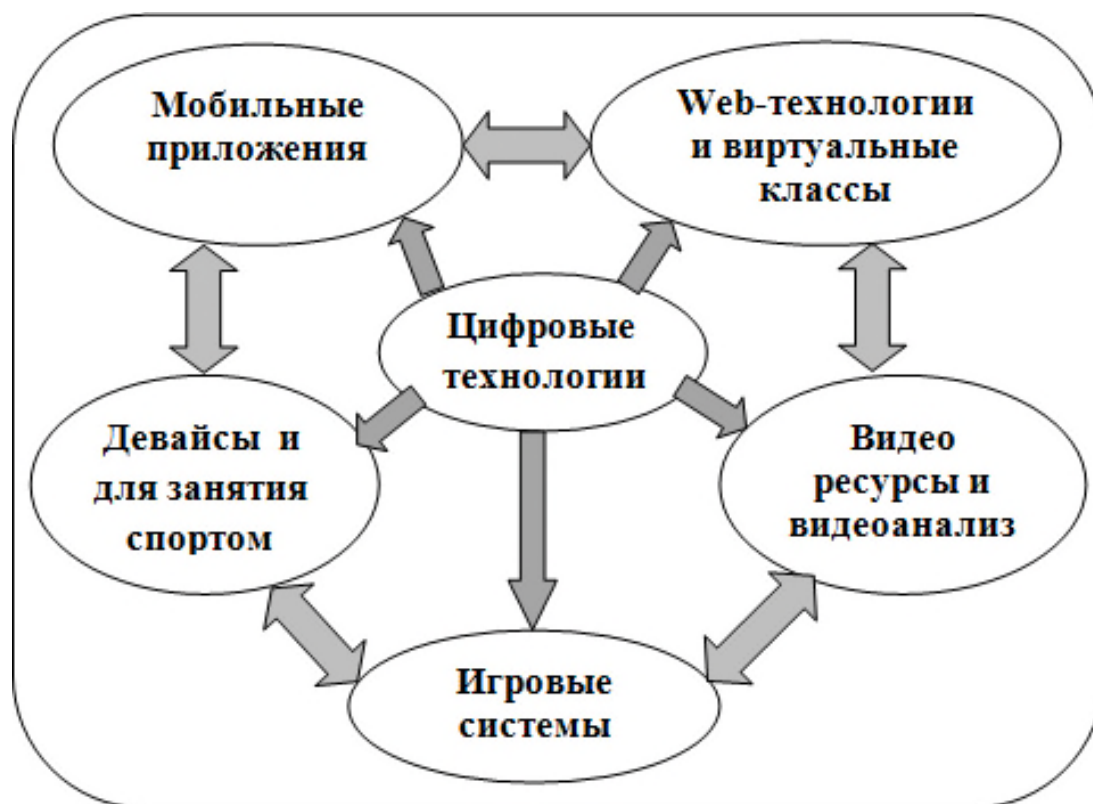 Мобильные
приложения
Web-технологии
и виртуальные
классы
Цифровые
технологии
Девайсы и
для занятия
спортом
Видео
ресурсы и
видеоанализ
Игровые
системы